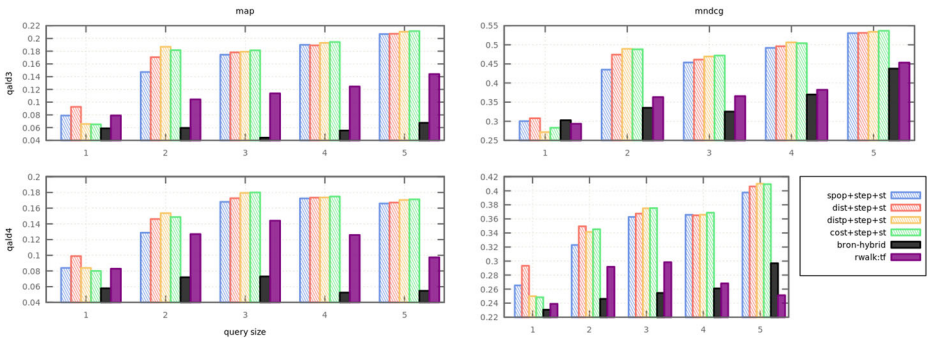 map
mndcg
qald3
0.22
0.2
0.18
0.16
0.14
0.12
0.1
0.08
0.06
0.04
1 2 3 4 5
0.55
0.5
0.45
0.4
0.35
0.3
0.25
1 2 3 4 5
qald4
0.2
0.18
0.16
0.14
0.12
0.1
0.08
0.06
0.04
1 2 3 4 5
query size
0.42
0.4
0.38
0.36
0.34
0.32
0.3
0.28
0.26
0.24
0.22
1 2 3 4 5
spop+step+st
dist+step+st
distp+step+st
cost+step+st
bron-hybrid
rwalk:tf